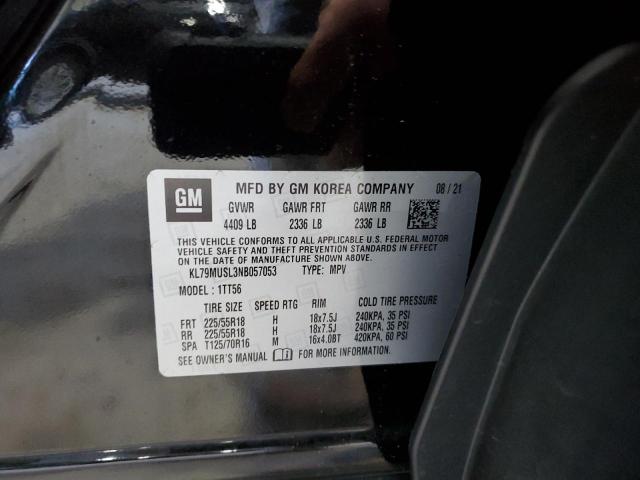 GM MFD BY GM KOREA COMPANY 08 / 21
GVWR GAWR FRT GAWR RR
4409 LB 2336 LB 2336 LB
THIS VEHICLE CONFORMS TO ALL APPLICABLE U.S. FEDERAL MOTOR
VEHICLE SAFETY AND THEFT PREVENTION STANDARDS IN EFFECT
ON THE DATE OF MANUFACTURE SHOWN ABOVE.
KL79MUSL3NB057053 TYPE: MPV
MODEL : 1TT56
TIRE SIZE SPEED RTG RIM COLD TIRE PRESSURE
FRT 225/55R18 H 18x7.5J 240KPA, 35 PSI
RR 225/55R18 H 18x7.5J 240KPA, 35 PSI
SPA T125/70R16 M 16x4.0BT 420KPA, 60 PSI
SEE OWNER'S MANUAL FOR MORE INFORMATION.